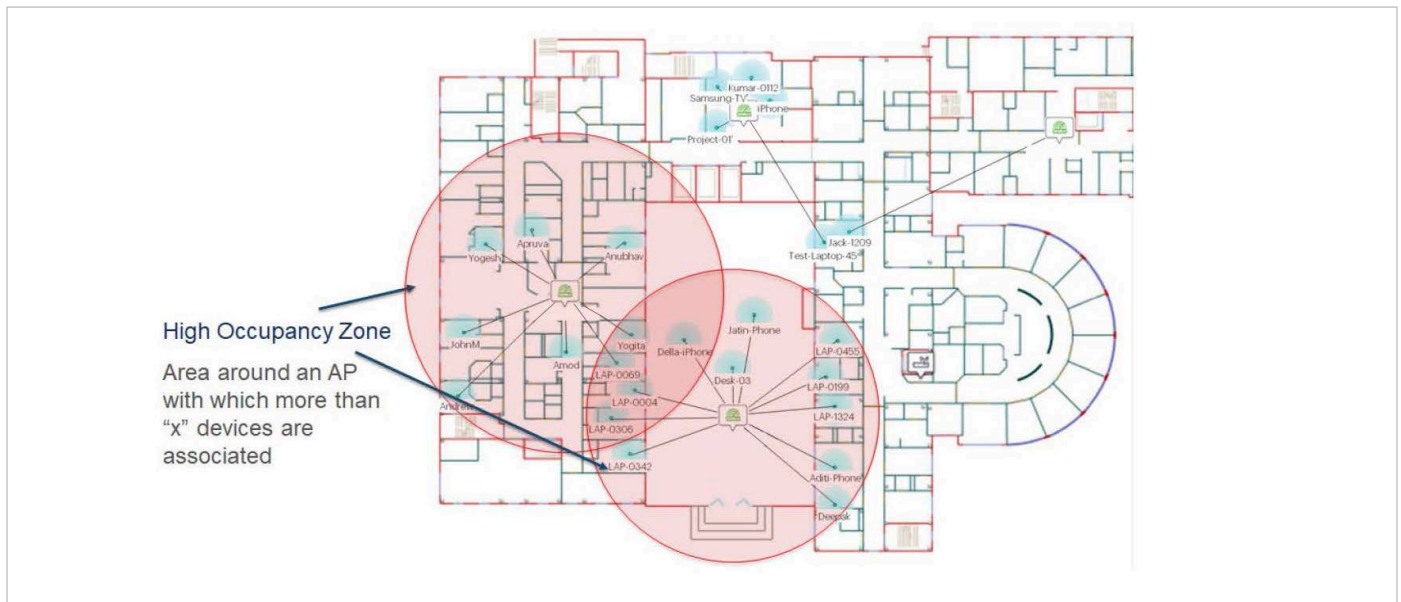 Kumar-0112
Samsung-TV
iPhone
Project-01
Apruva
Yogesh
Anubhav
Jack-1209
Test-Laptop-45
High Occupancy Zone
Area around an AP
with which more than
“x” devices are
associated
JohnM
Amod
Yogita
Della-iPhone
Jatin-Phone
LAP-0455
LAP-0069
Desk-03
LAP-0199
LAP-0004
LAP-1324
LAP-0306
LAP-0342
Aditi-Phone
Deepak